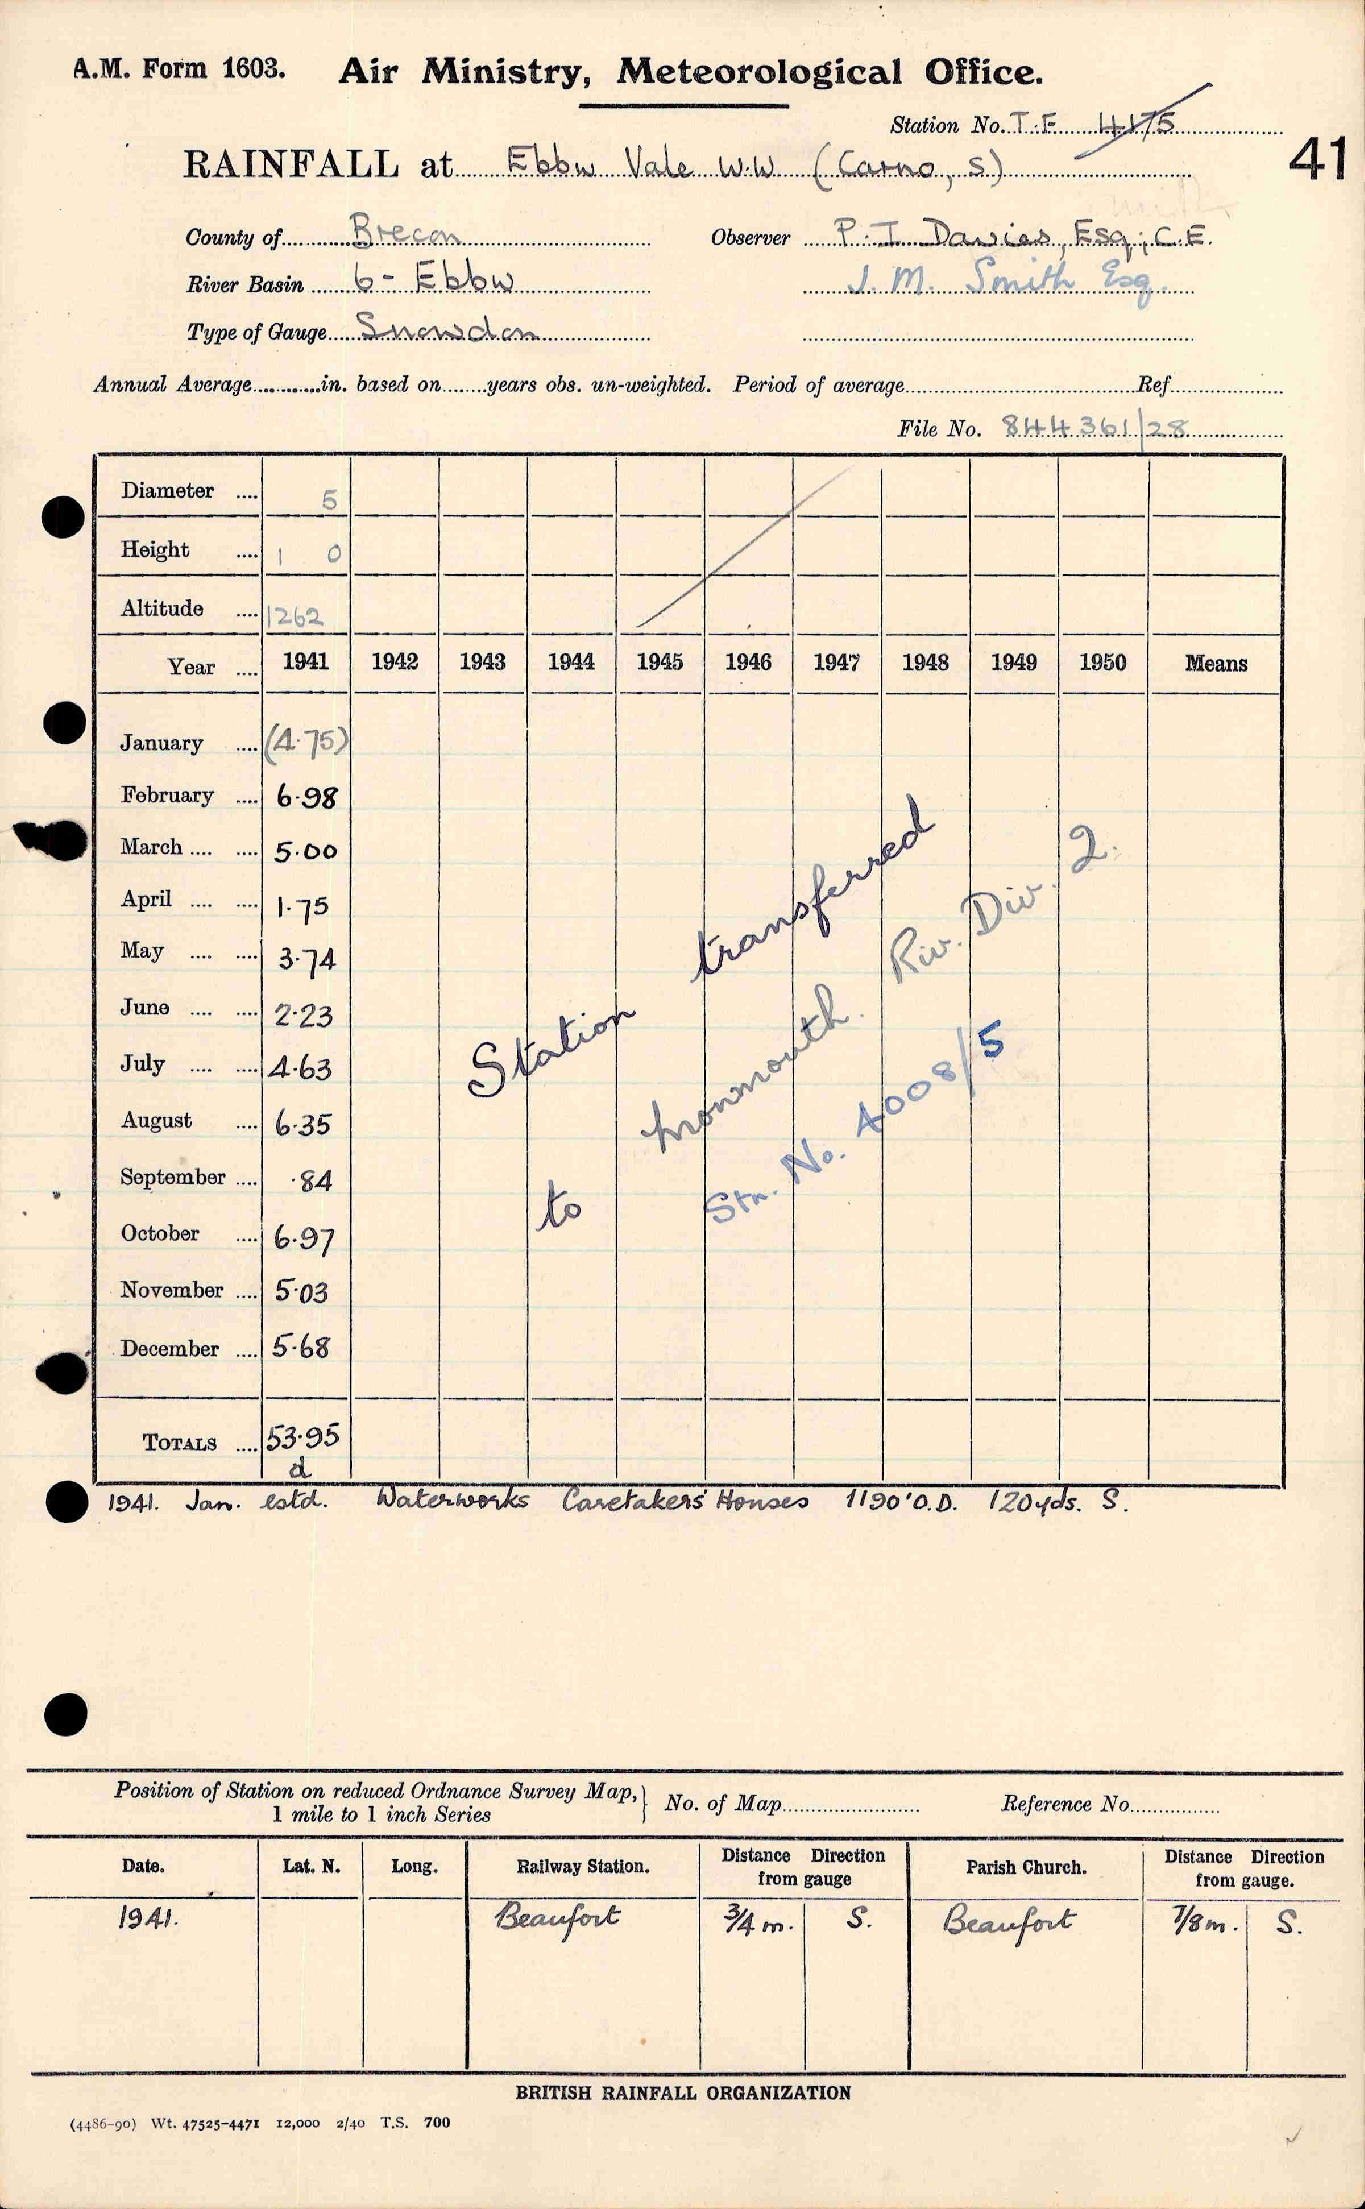 A.M. Form 1603. Air Ministry, Meteorological Office.
Station No. T.F. 4175
41
RAINFALL at Ebbw Vale W.W (Carno, S)
County of Brecon Observer P. I Davies, Esq; C.E.
River Basin 6 - Ebbw J. M. Smith Esq.
Type of Gauge Snowdon
Annual Average in. based on years obs. un-weighted. Period of average Ref.
File No. 844361/28
Diameter .... 5
Height .... 1 0
Altitude .... 1262
Year .... 1941 1942 1943 1944 1945 1946 1947 1948 1949 1950 Means
January .... (4.75)
February .... 6.98
March .... .... 5.00
April .... .... 1.75
May .... .... 3.74
June .... .... 2.23
July .... .... 4.63
August .... 6.35
September .... .84
October .... 6.97
November .... 5.03
December .... 5.68
TOTALS .... 53.95
d
Station transferred
to Monmouth. Riv. Div. 2.
Stn. No. 4008/5
1941. Jan. estd. Waterworks Caretakers' Houses 1190' O.D. 120yds. S.
Position of Station on reduced Ordnance Survey Map, 1 mile to 1 inch Series No. of Map Reference No.
Date. Lat. N. Long. Railway Station. Distance Direction from gauge Parish Church. Distance Direction from gauge.
1941. Beaufort 3/4 m. S. Beaufort 7/8 m. S.
BRITISH RAINFALL ORGANIZATION
(4486-90) Wt. 47525-4471 12,000 2/40 T.S. 700